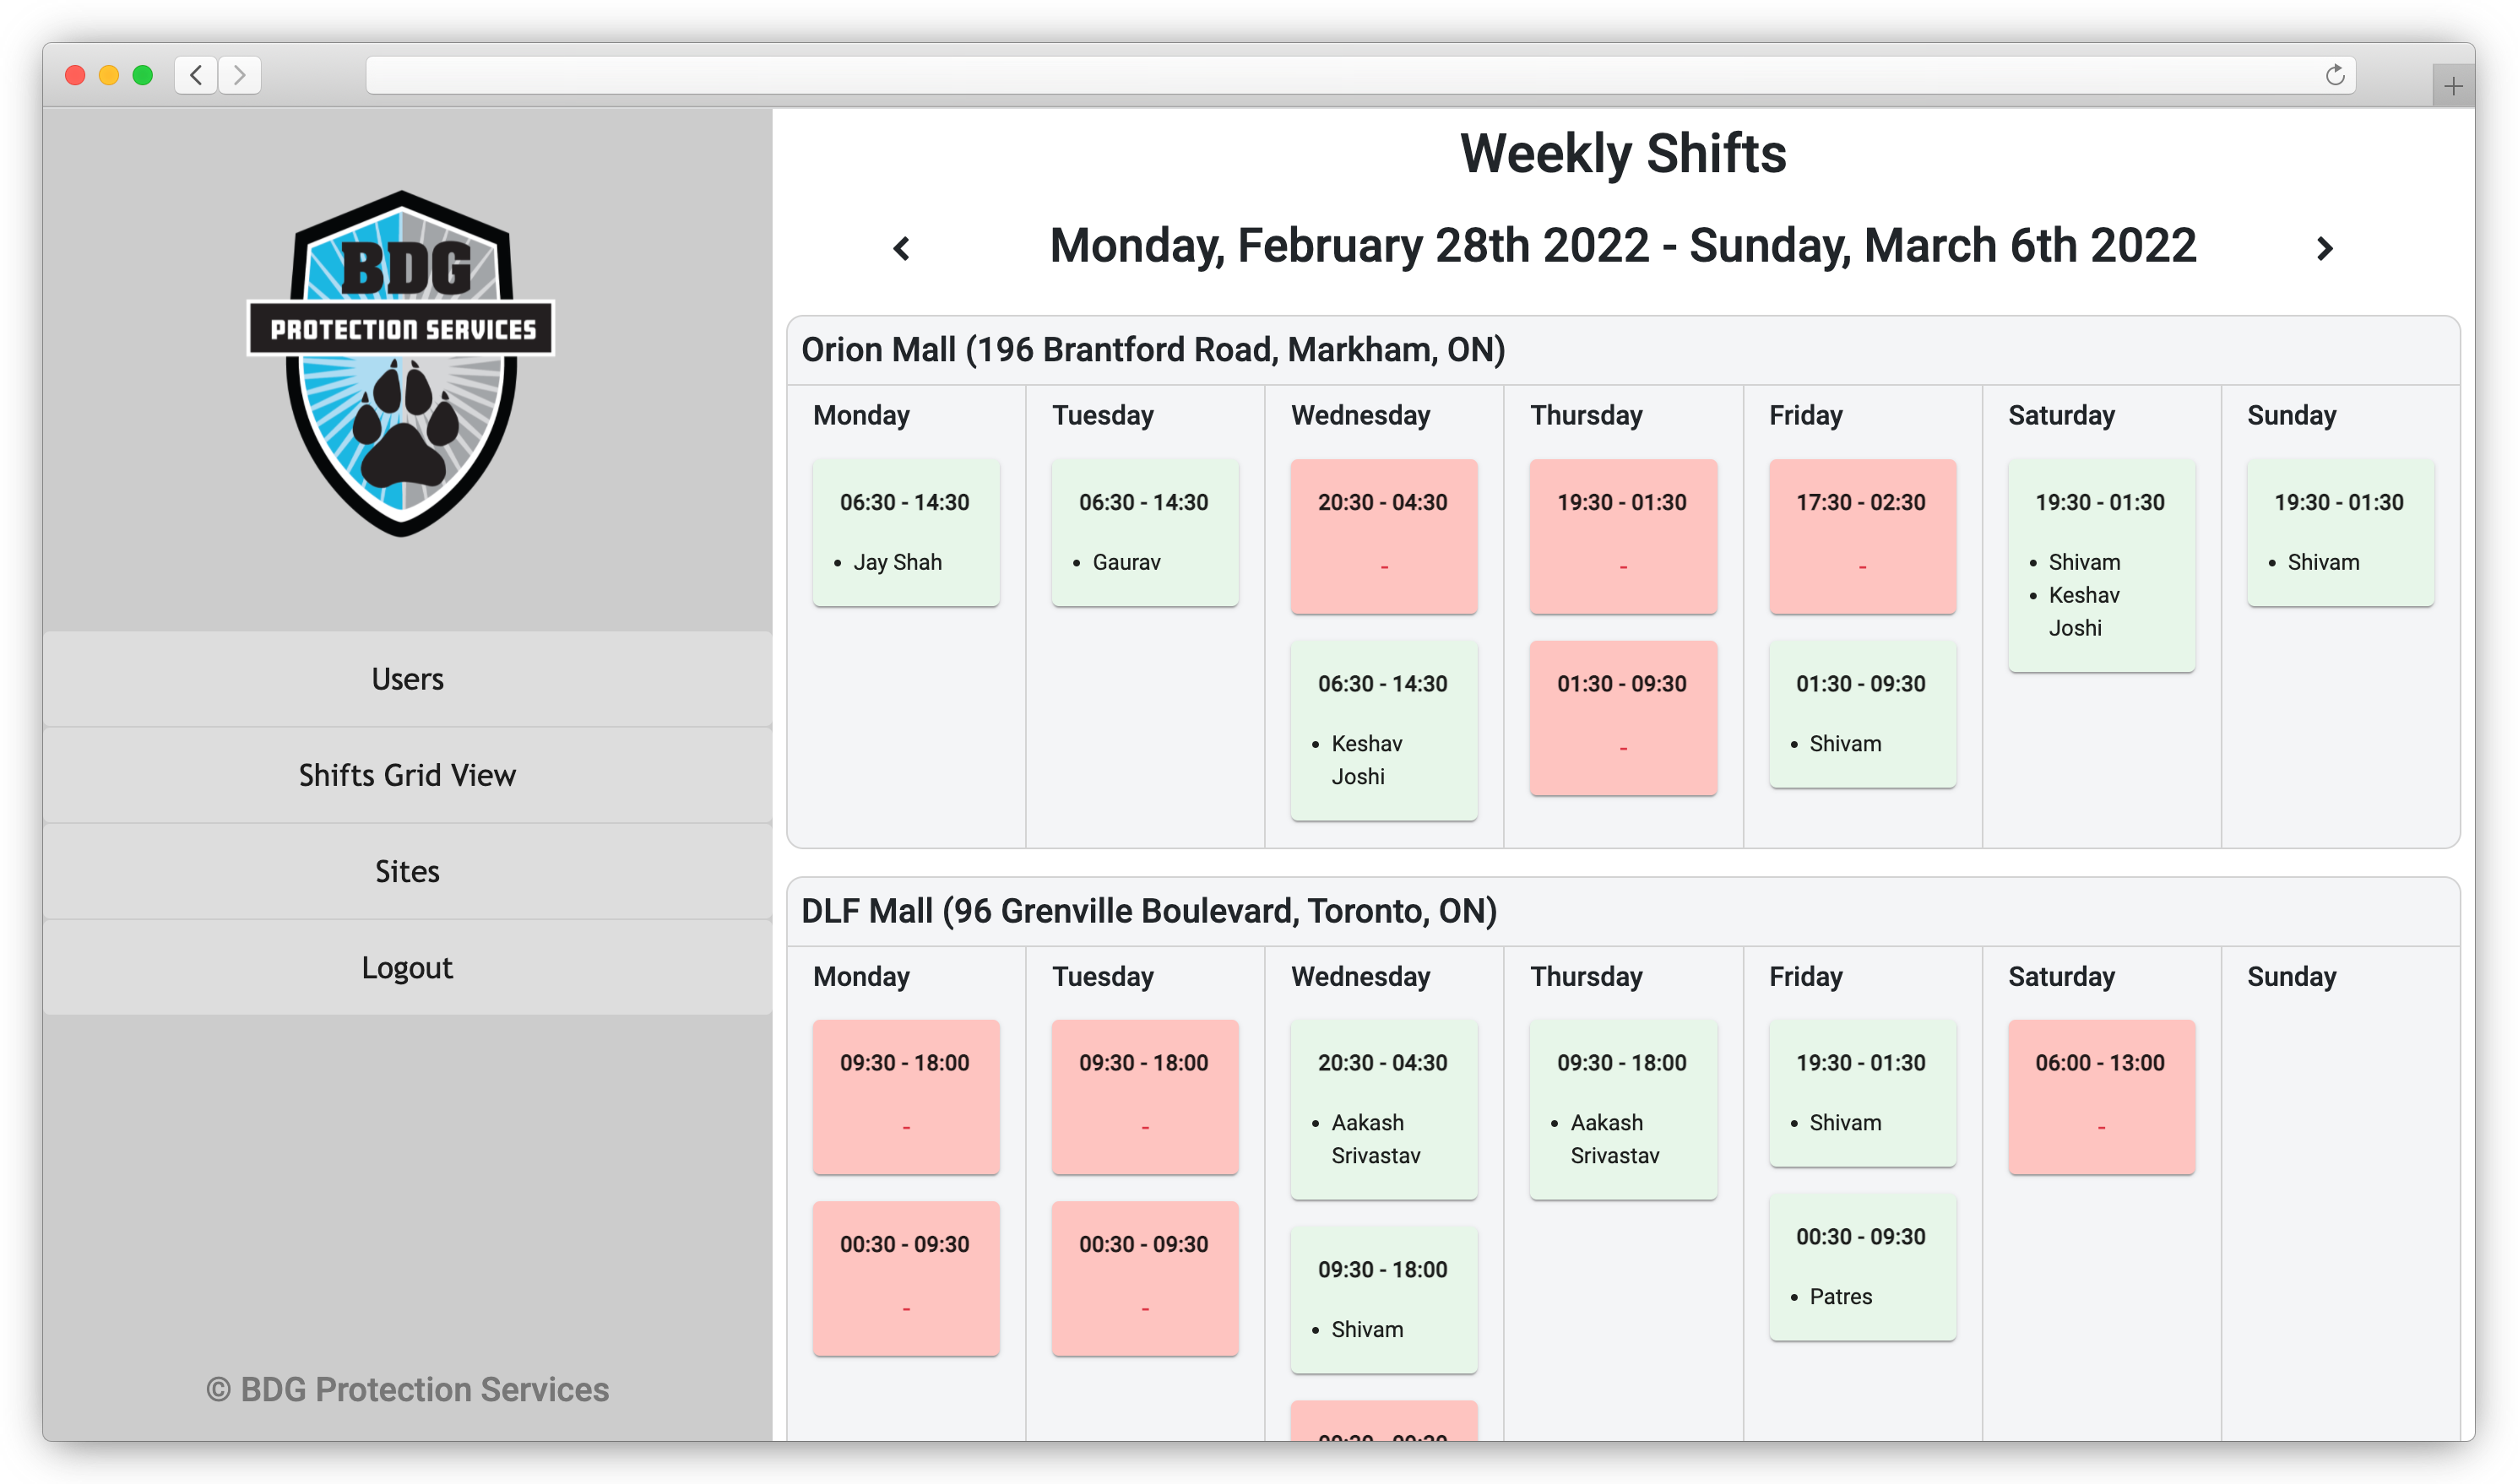 BDG
PROTECTION SERVICES
Users
Shifts Grid View
Sites
Logout
© BDG Protection Services
Weekly Shifts
Monday, February 28th 2022 - Sunday, March 6th 2022
Orion Mall (196 Brantford Road, Markham, ON)
Monday
06:30 - 14:30
• Jay Shah
Tuesday
06:30 - 14:30
• Gaurav
Wednesday
20:30 - 04:30
-
06:30 - 14:30
• Keshav
Joshi
Thursday
19:30 - 01:30
-
01:30 - 09:30
-
Friday
17:30 - 02:30
-
01:30 - 09:30
• Shivam
Saturday
19:30 - 01:30
• Shivam
• Keshav
Joshi
Sunday
19:30 - 01:30
• Shivam
DLF Mall (96 Grenville Boulevard, Toronto, ON)
Monday
09:30 - 18:00
-
00:30 - 09:30
-
Tuesday
09:30 - 18:00
-
00:30 - 09:30
-
Wednesday
20:30 - 04:30
• Aakash
Srivastav
09:30 - 18:00
• Shivam
Thursday
09:30 - 18:00
• Aakash
Srivastav
Friday
19:30 - 01:30
• Shivam
00:30 - 09:30
• Patres
Saturday
06:00 - 13:00
-
Sunday